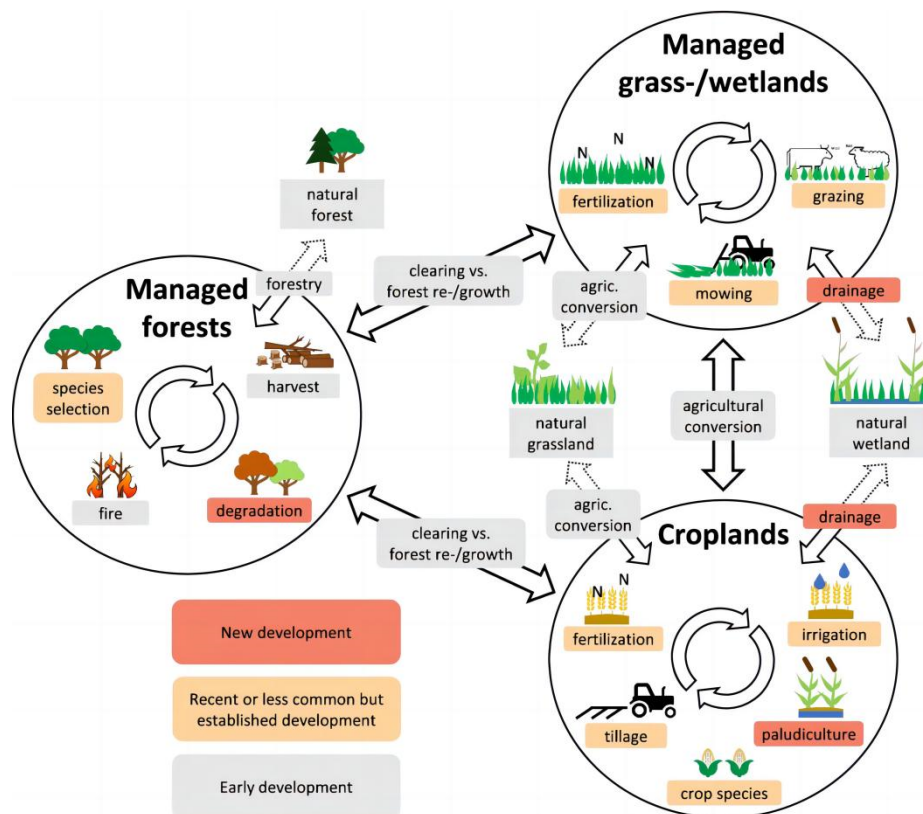 Managed
grass-/wetlands
N
N
N
fertilization
grazing
mowing
natural
forest
forestry
clearing vs.
forest re-/growth
agric.
conversion
drainage
Managed
forests
species
selection
harvest
fire
degradation
natural
grassland
agricultural
conversion
natural
wetland
clearing vs.
forest re-/growth
agric.
conversion
drainage
Croplands
N
N
fertilization
irrigation
tillage
paludiculture
crop species
New development
Recent or less common but
established development
Early development